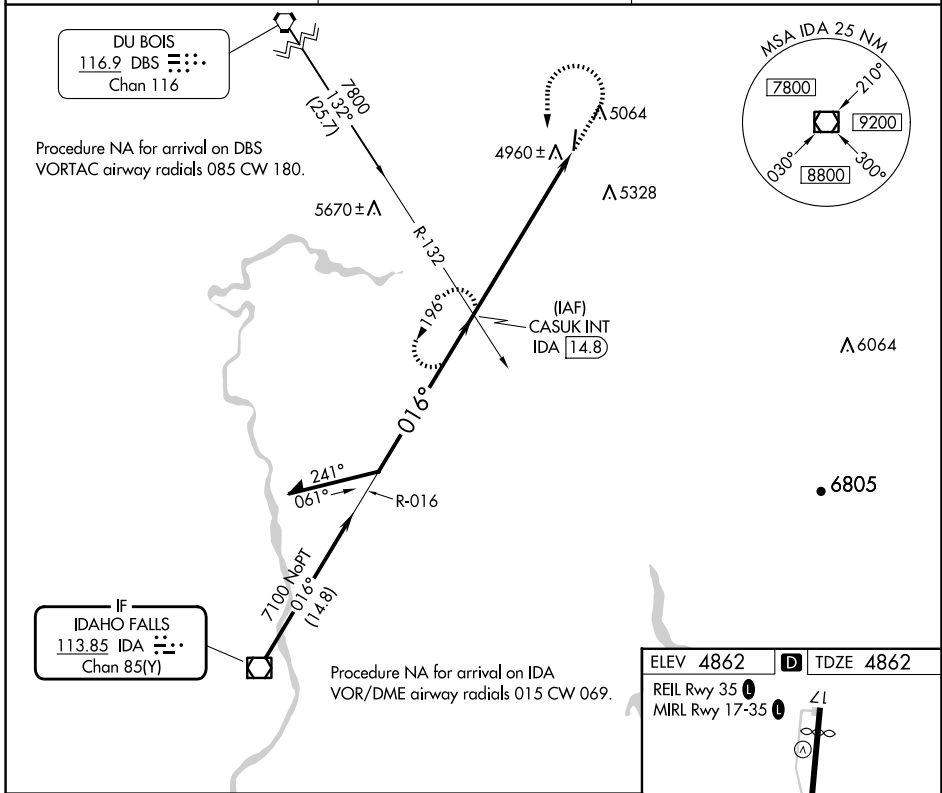 DU BOIS
116.9 DBS
Chan 116
Procedure NA for arrival on DBS
VORTAC airway radials 085 CW 180.
7800
132°
(25.7)
R-132
5670 ±
5064
4960 ±
5328
MSA IDA 25 NM
7800
210°
9200
030°
8800
300°
196°
(IAF)
CASUK INT
IDA 14.8
6064
016°
241°
061°
R-016
6805
7100 NoPT
016°
(14.8)
IF
IDAHO FALLS
113.85 IDA
Chan 85(Y)
Procedure NA for arrival on IDA
VOR/DME airway radials 015 CW 069.
ELEV 4862 D TDZE 4862
REIL Rwy 35 L
MIRL Rwy 17-35 L
17
A